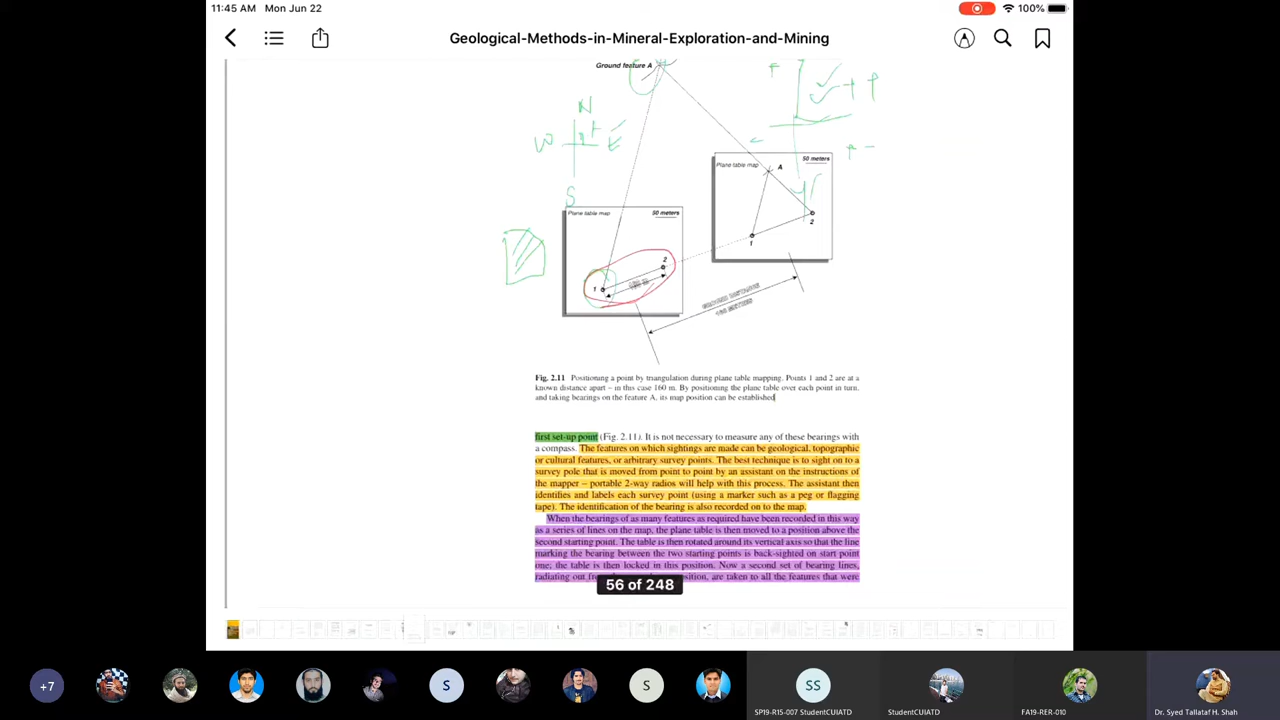 11:45 AM Mon Jun 22
100%
Geological-Methods-in-Mineral-Exploration-and-Mining
Ground feature A
N
W E
S
Plane table map 50 meters
1
2
Plane table map 50 meters
A
1
2
GROUND DISTANCE
160 METRES
Fig. 2.11 Positioning a point by triangulation during plane table mapping. Points 1 and 2 are at a
known distance apart – in this case 160 m. By positioning the plane table over each point in turn,
and taking bearings on the feature A, its map position can be established
first set-up point (Fig. 2.11). It is not necessary to measure any of these bearings with
a compass. The features on which sightings are made can be geological, topographic
or cultural features, or arbitrary survey points. The best technique is to sight on to a
survey pole that is moved from point to point by an assistant on the instructions of
the mapper – portable 2-way radios will help with this process. The assistant then
identifies and labels each survey point (using a marker such as a peg or flagging
tape). The identification of the bearing is also recorded on to the map.
When the bearings of as many features as required have been recorded in this way
as a series of lines on the map, the plane table is then moved to a position above the
second starting point. The table is then rotated around its vertical axis so that the line
marking the bearing between the two starting points is back-sighted on start point
one, the table is then locked in this position. Now a second set of bearing lines,
radiating out are taken to all the features that were
56 of 248
+7
S
S
SS
SP19-R1S-007 StudentCUIATD
StudentCUIATD
FA19-RER-010
Dr. Syed Tallataf H. Shah